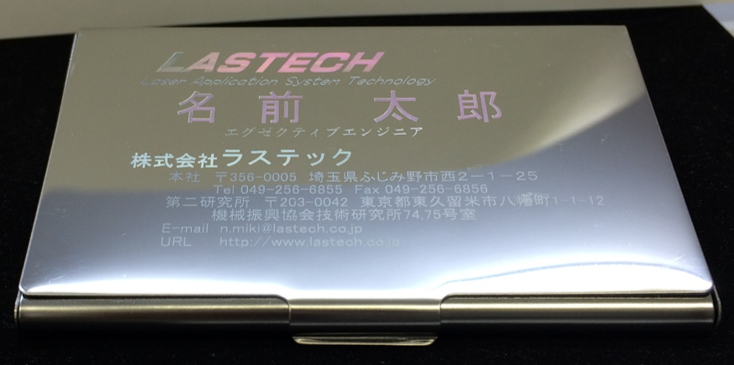 LASTECH
Laser Application System Technology
名前 太郎
エグゼクティブエンジニア
株式会社ラステック
本社 〒356-0005 埼玉県ふじみ野市西2-1-25
Tel 049-256-6855 Fax 049-256-6856
第二研究所 〒203-0042 東京都東久留米市八幡町1-1-12
機械振興協会技術研究所74,75号室
E-mail n.miki@lastech.co.jp
URL http://www.lastech.co.jp